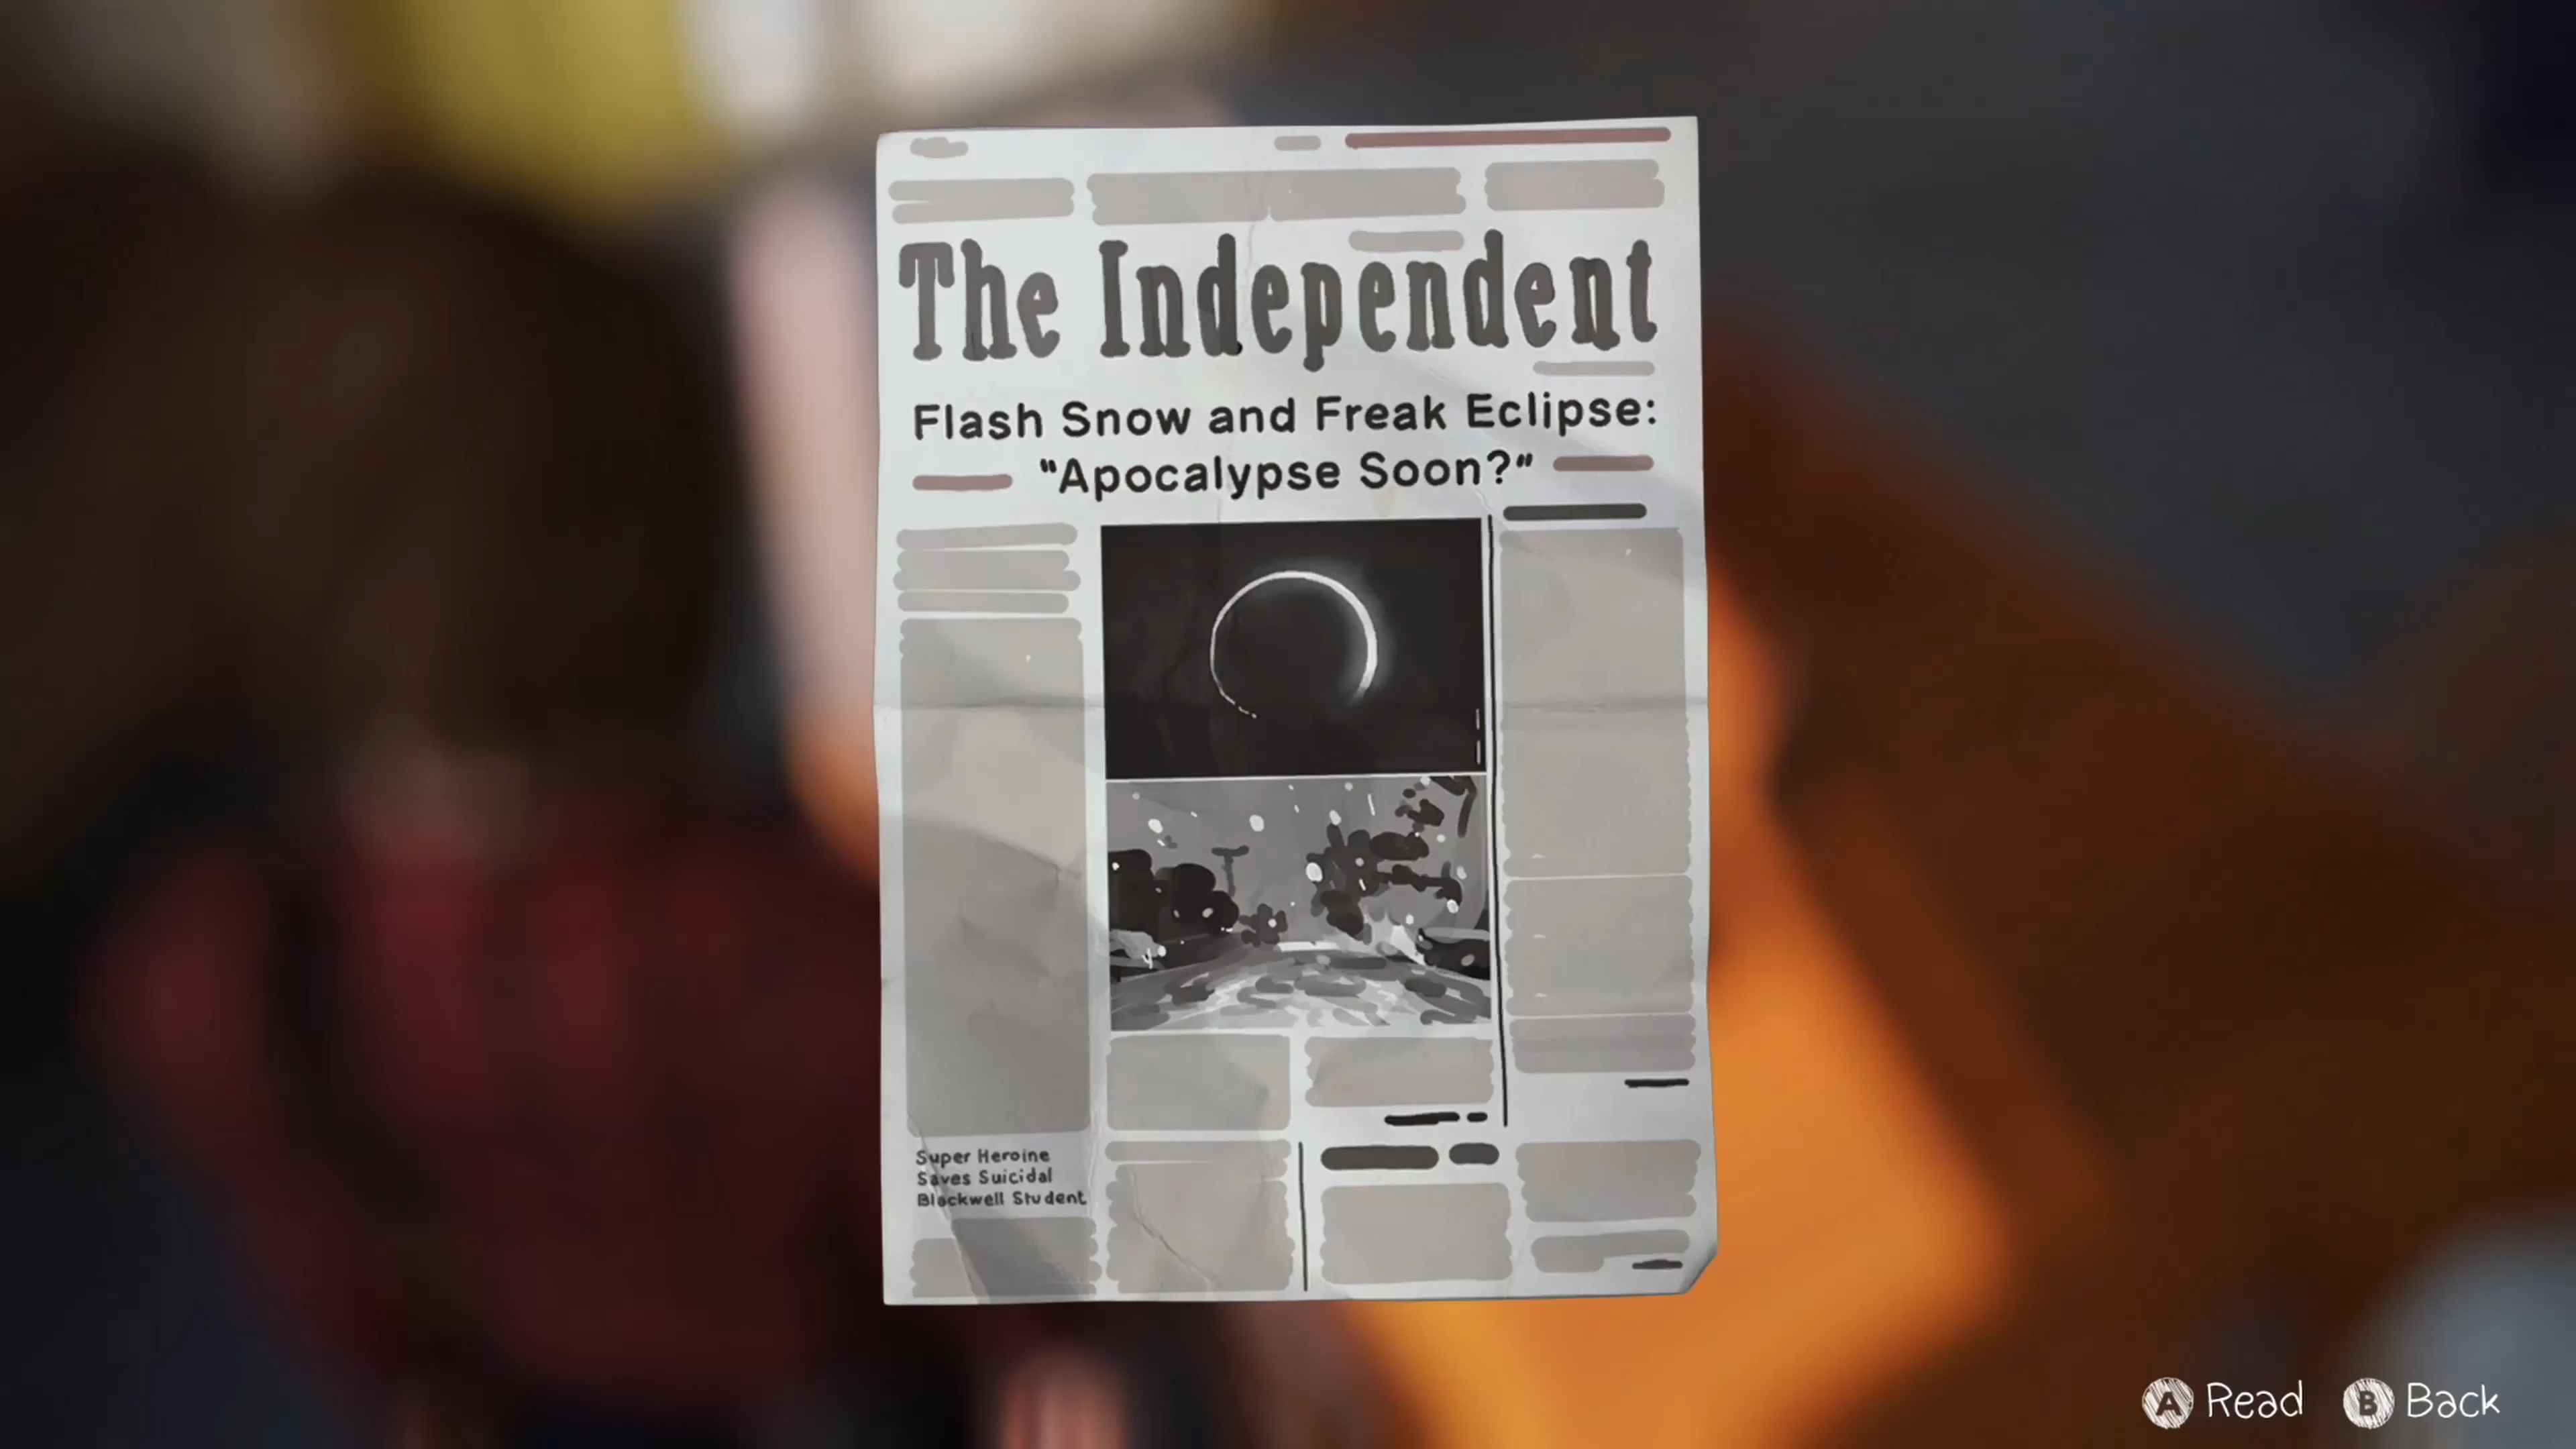 The Independent
Flash Snow and Freak Eclipse:
"Apocalypse Soon?"
Super Heroine
Saves Suicidal
Blackwell Student
A Read B Back